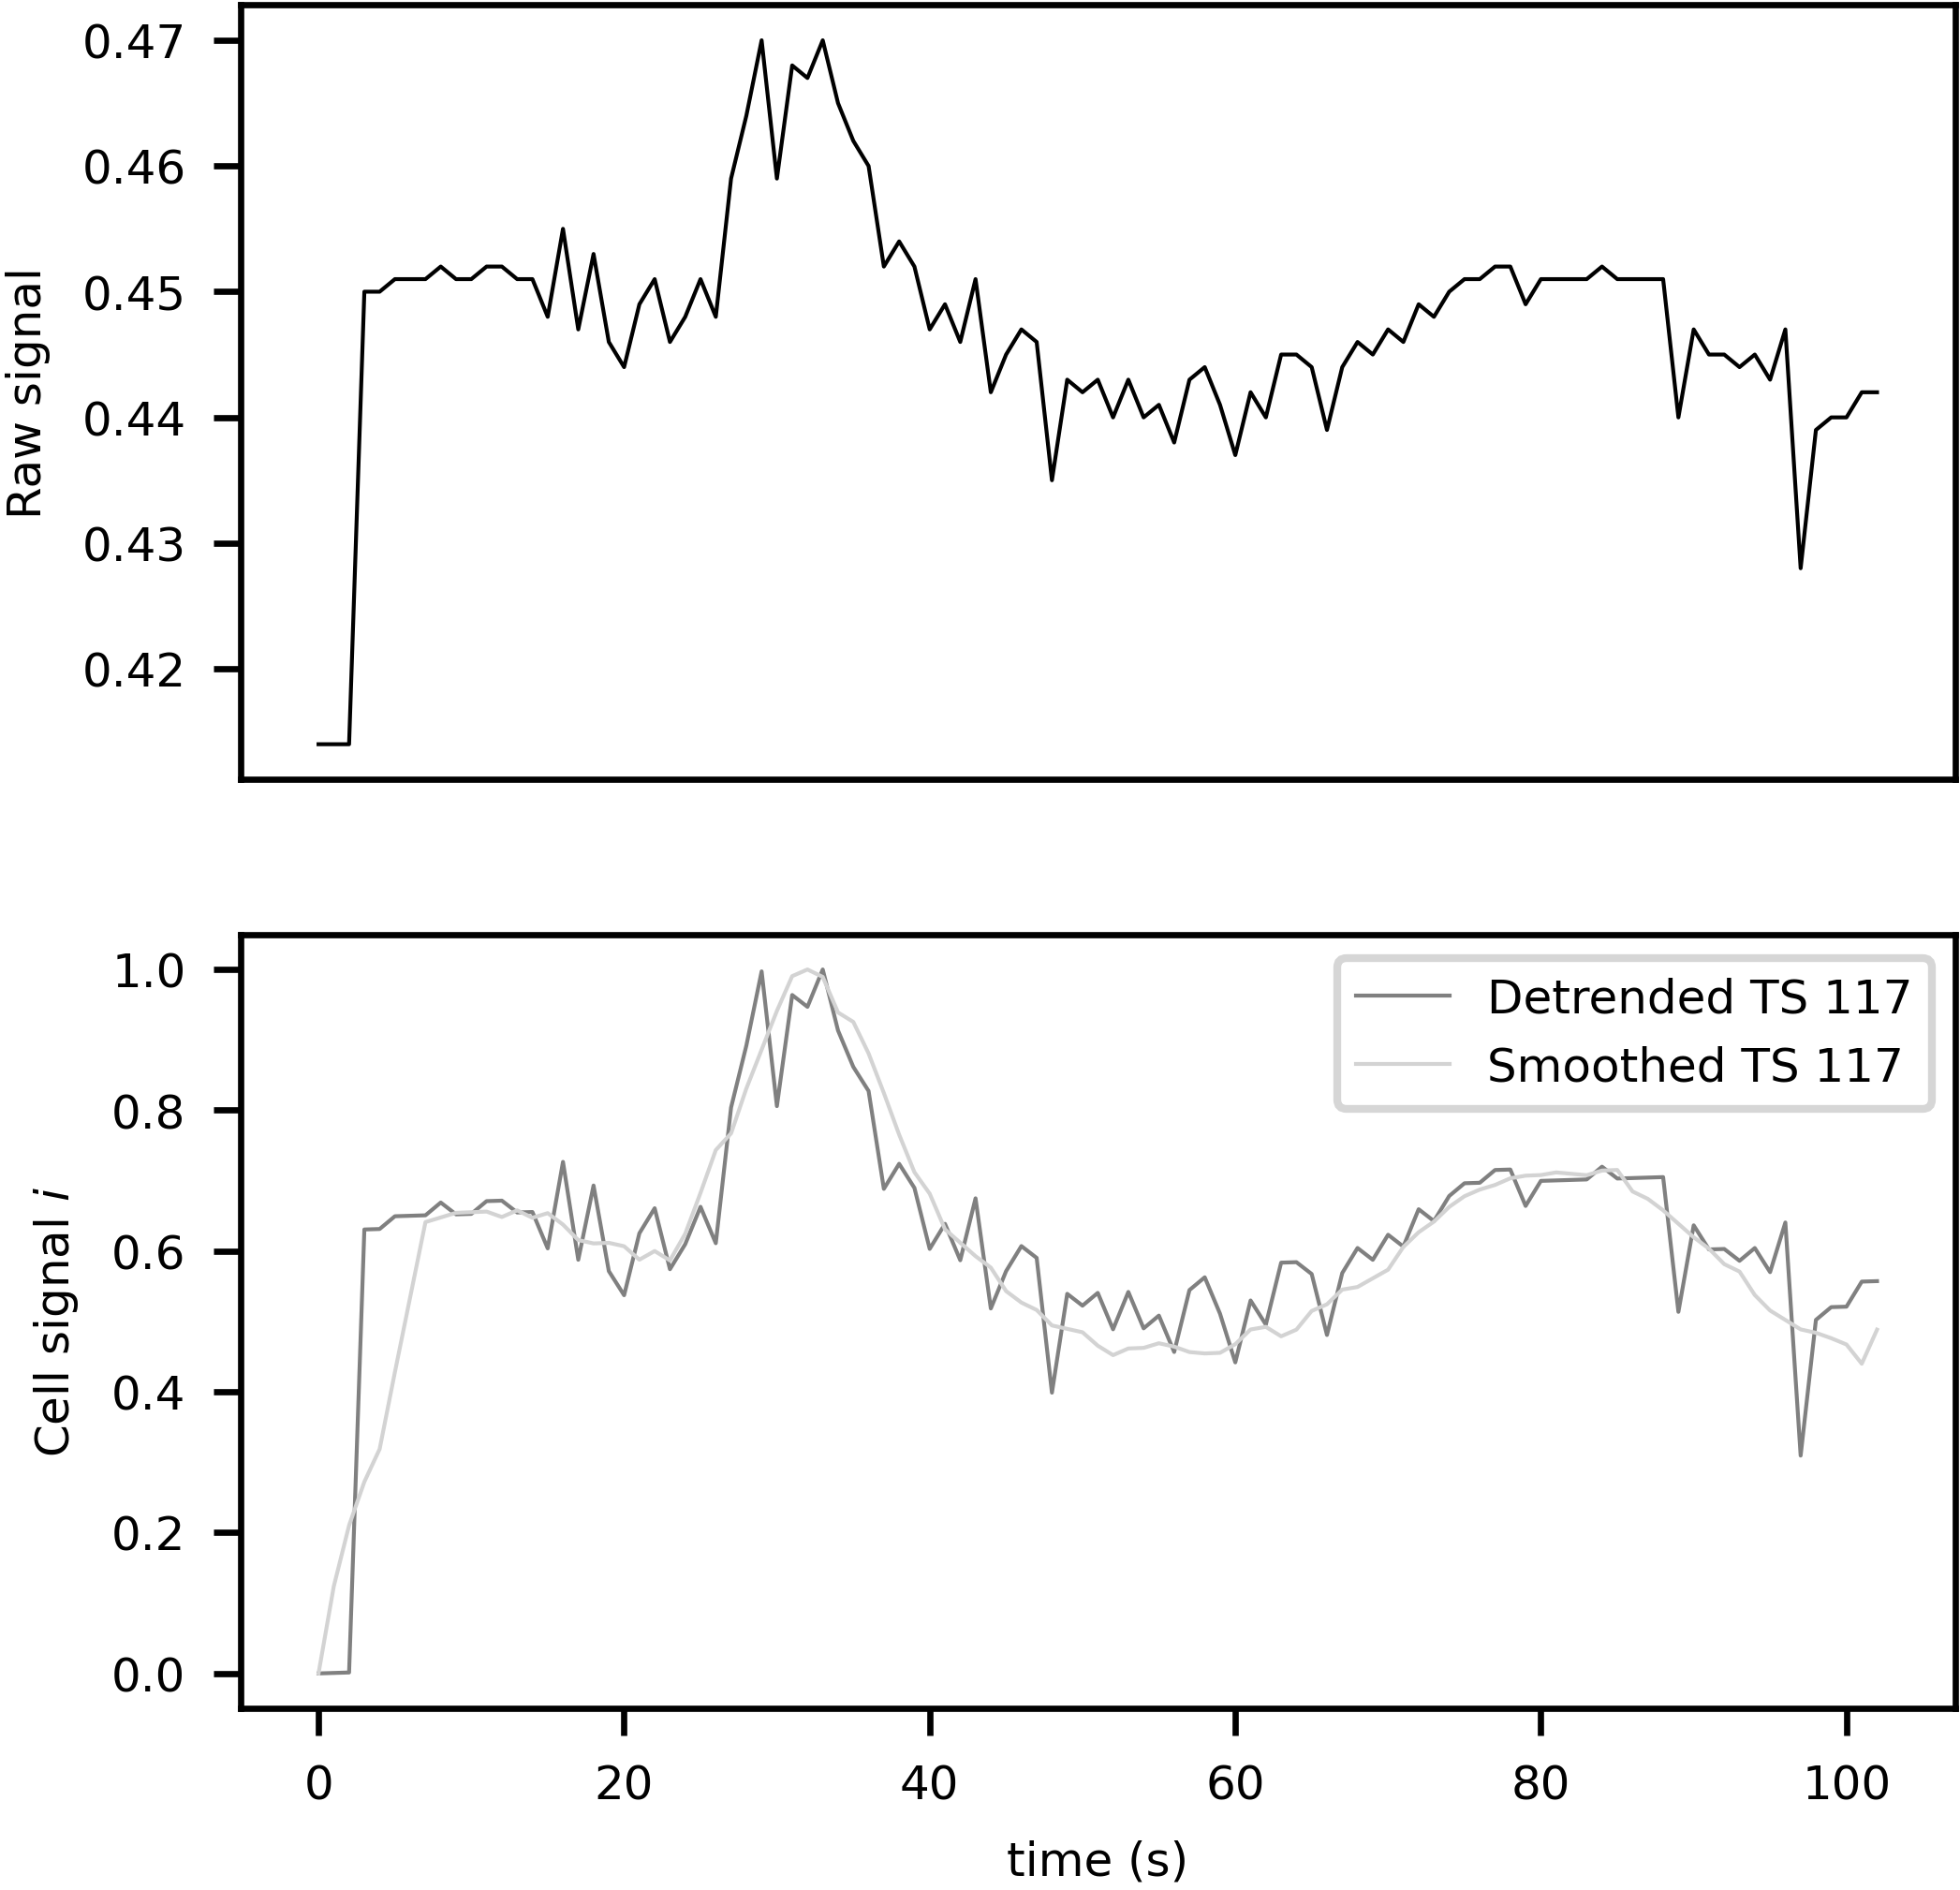 0.47
0.46
0.45
0.44
0.43
0.42
Raw signal
1.0
0.8
0.6
0.4
0.2
0.0
Cell signal i
Detrended TS 117
Smoothed TS 117
0 20 40 60 80 100
time (s)